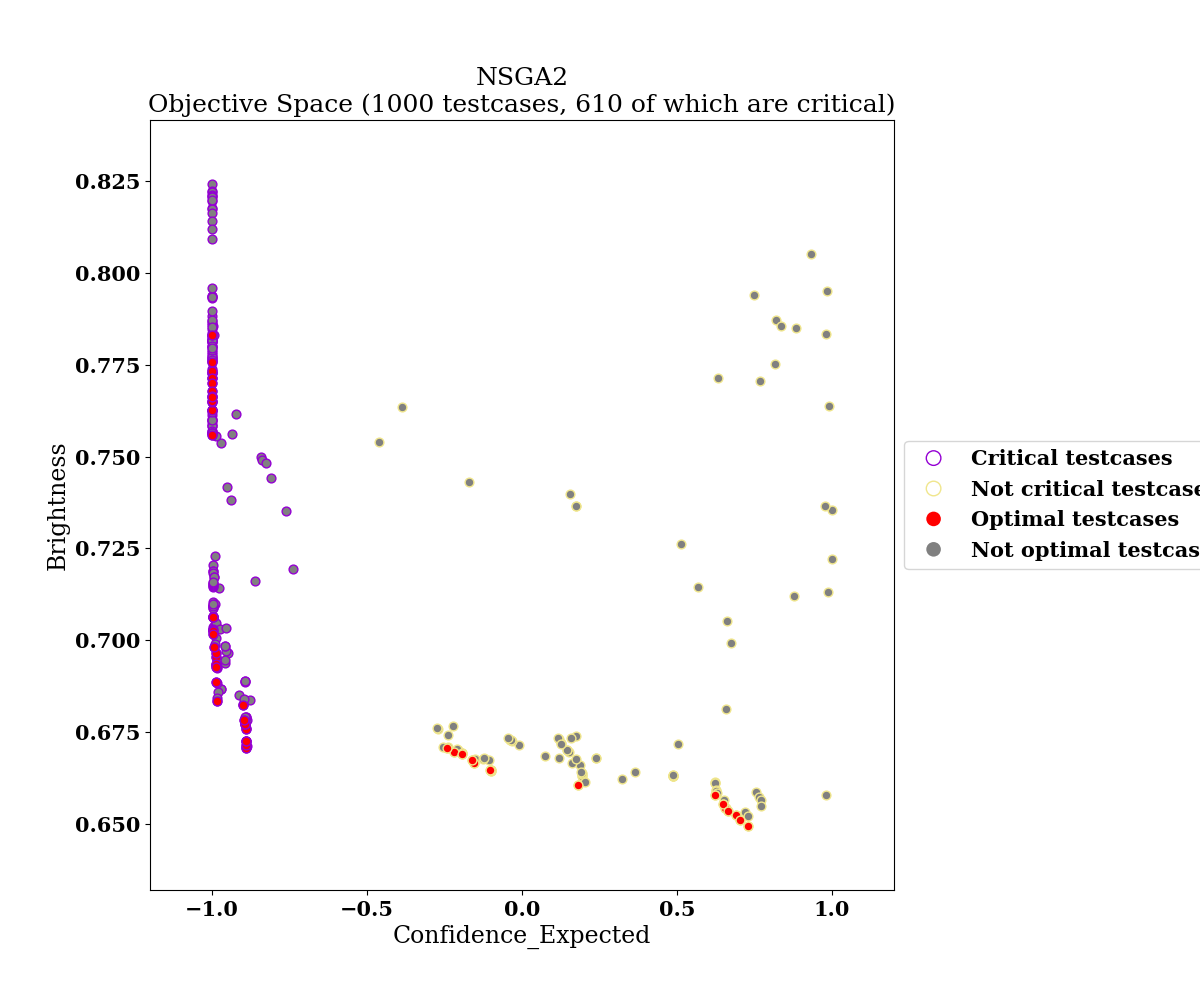 NSGA2
Objective Space (1000 testcases, 610 of which are critical)
0.825
0.800
0.775
0.750
0.725
0.700
0.675
0.650
Brightness
−1.0 −0.5 0.0 0.5 1.0
Confidence_Expected
Critical testcases
Not critical testcase
Optimal testcases
Not optimal testcas